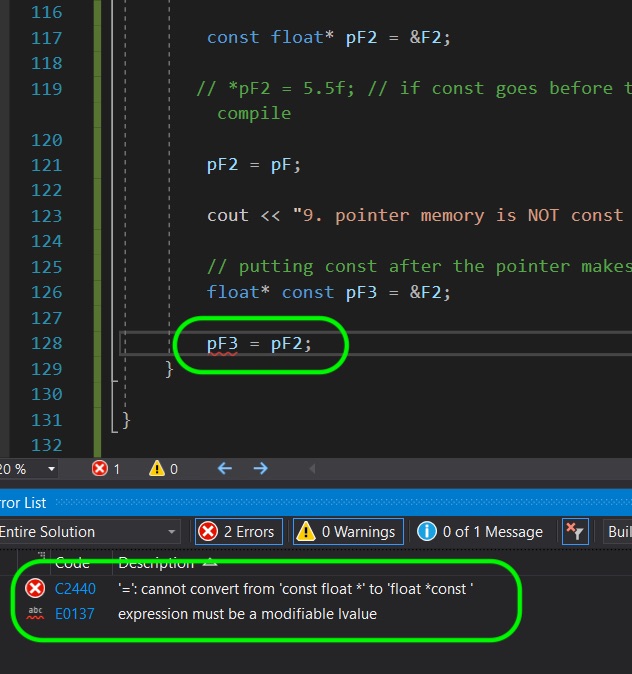 116
117 const float* pF2 = &F2;
118
119 // *pF2 = 5.5f; // if const goes before t
compile
120
121 pF2 = pF;
122
123 cout << "9. pointer memory is NOT const
124
125 // putting const after the pointer makes
126 float* const pF3 = &F2;
127
128 pF3 = pF2;
129 }
130
131 }
132
20 % 1 0
ror List
Entire Solution 2 Errors 0 Warnings 0 of 1 Message Buil
Code Description
C2440 '=': cannot convert from 'const float *' to 'float *const '
abc E0137 expression must be a modifiable lvalue